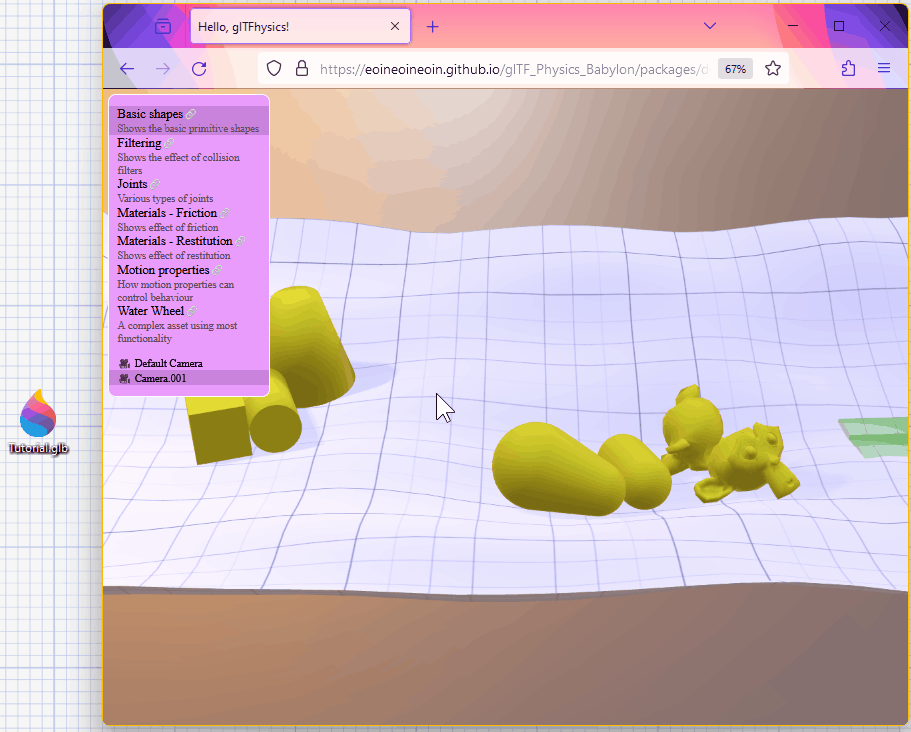 Hello, glTFhysics!
https://eoineoineoin.github.io/glTF_Physics_Babylon/packages/d
67%
Basic shapes
Shows the basic primitive shapes
Filtering
Shows the effect of collision
filters
Joints
Various types of joints
Materials - Friction
Shows effect of friction
Materials - Restitution
Shows effect of restitution
Motion properties
How motion properties can
control behaviour
Water Wheel
A complex asset using most
functionality
Default Camera
Camera.001
Tutorial.glb